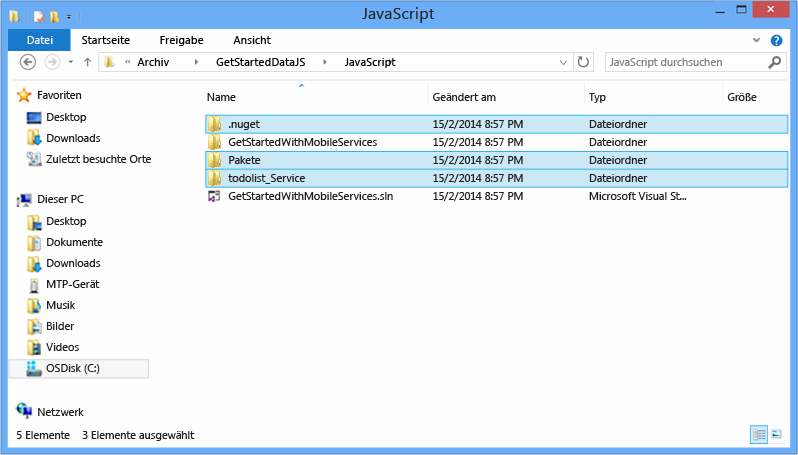 JavaScript
Datei Startseite Freigabe Ansicht
« Archiv GetStartedDataJS JavaScript JavaScript durchsuchen
Name Geändert am Typ Größe
.nuget 15/2/2014 8:57 PM Dateiordner
GetStartedWithMobileServices 15/2/2014 8:57 PM Dateiordner
Pakete 15/2/2014 8:57 PM Dateiordner
todolist_Service 15/2/2014 8:57 PM Dateiordner
GetStartedWithMobileServices.sln 15/2/2014 8:57 PM Microsoft Visual St...
Favoriten
Desktop
Downloads
Zuletzt besuchte Orte
Dieser PC
Desktop
Dokumente
Downloads
MTP-Gerät
Musik
Bilder
Videos
OSDisk (C:)
Netzwerk
5 Elemente 3 Elemente ausgewählt